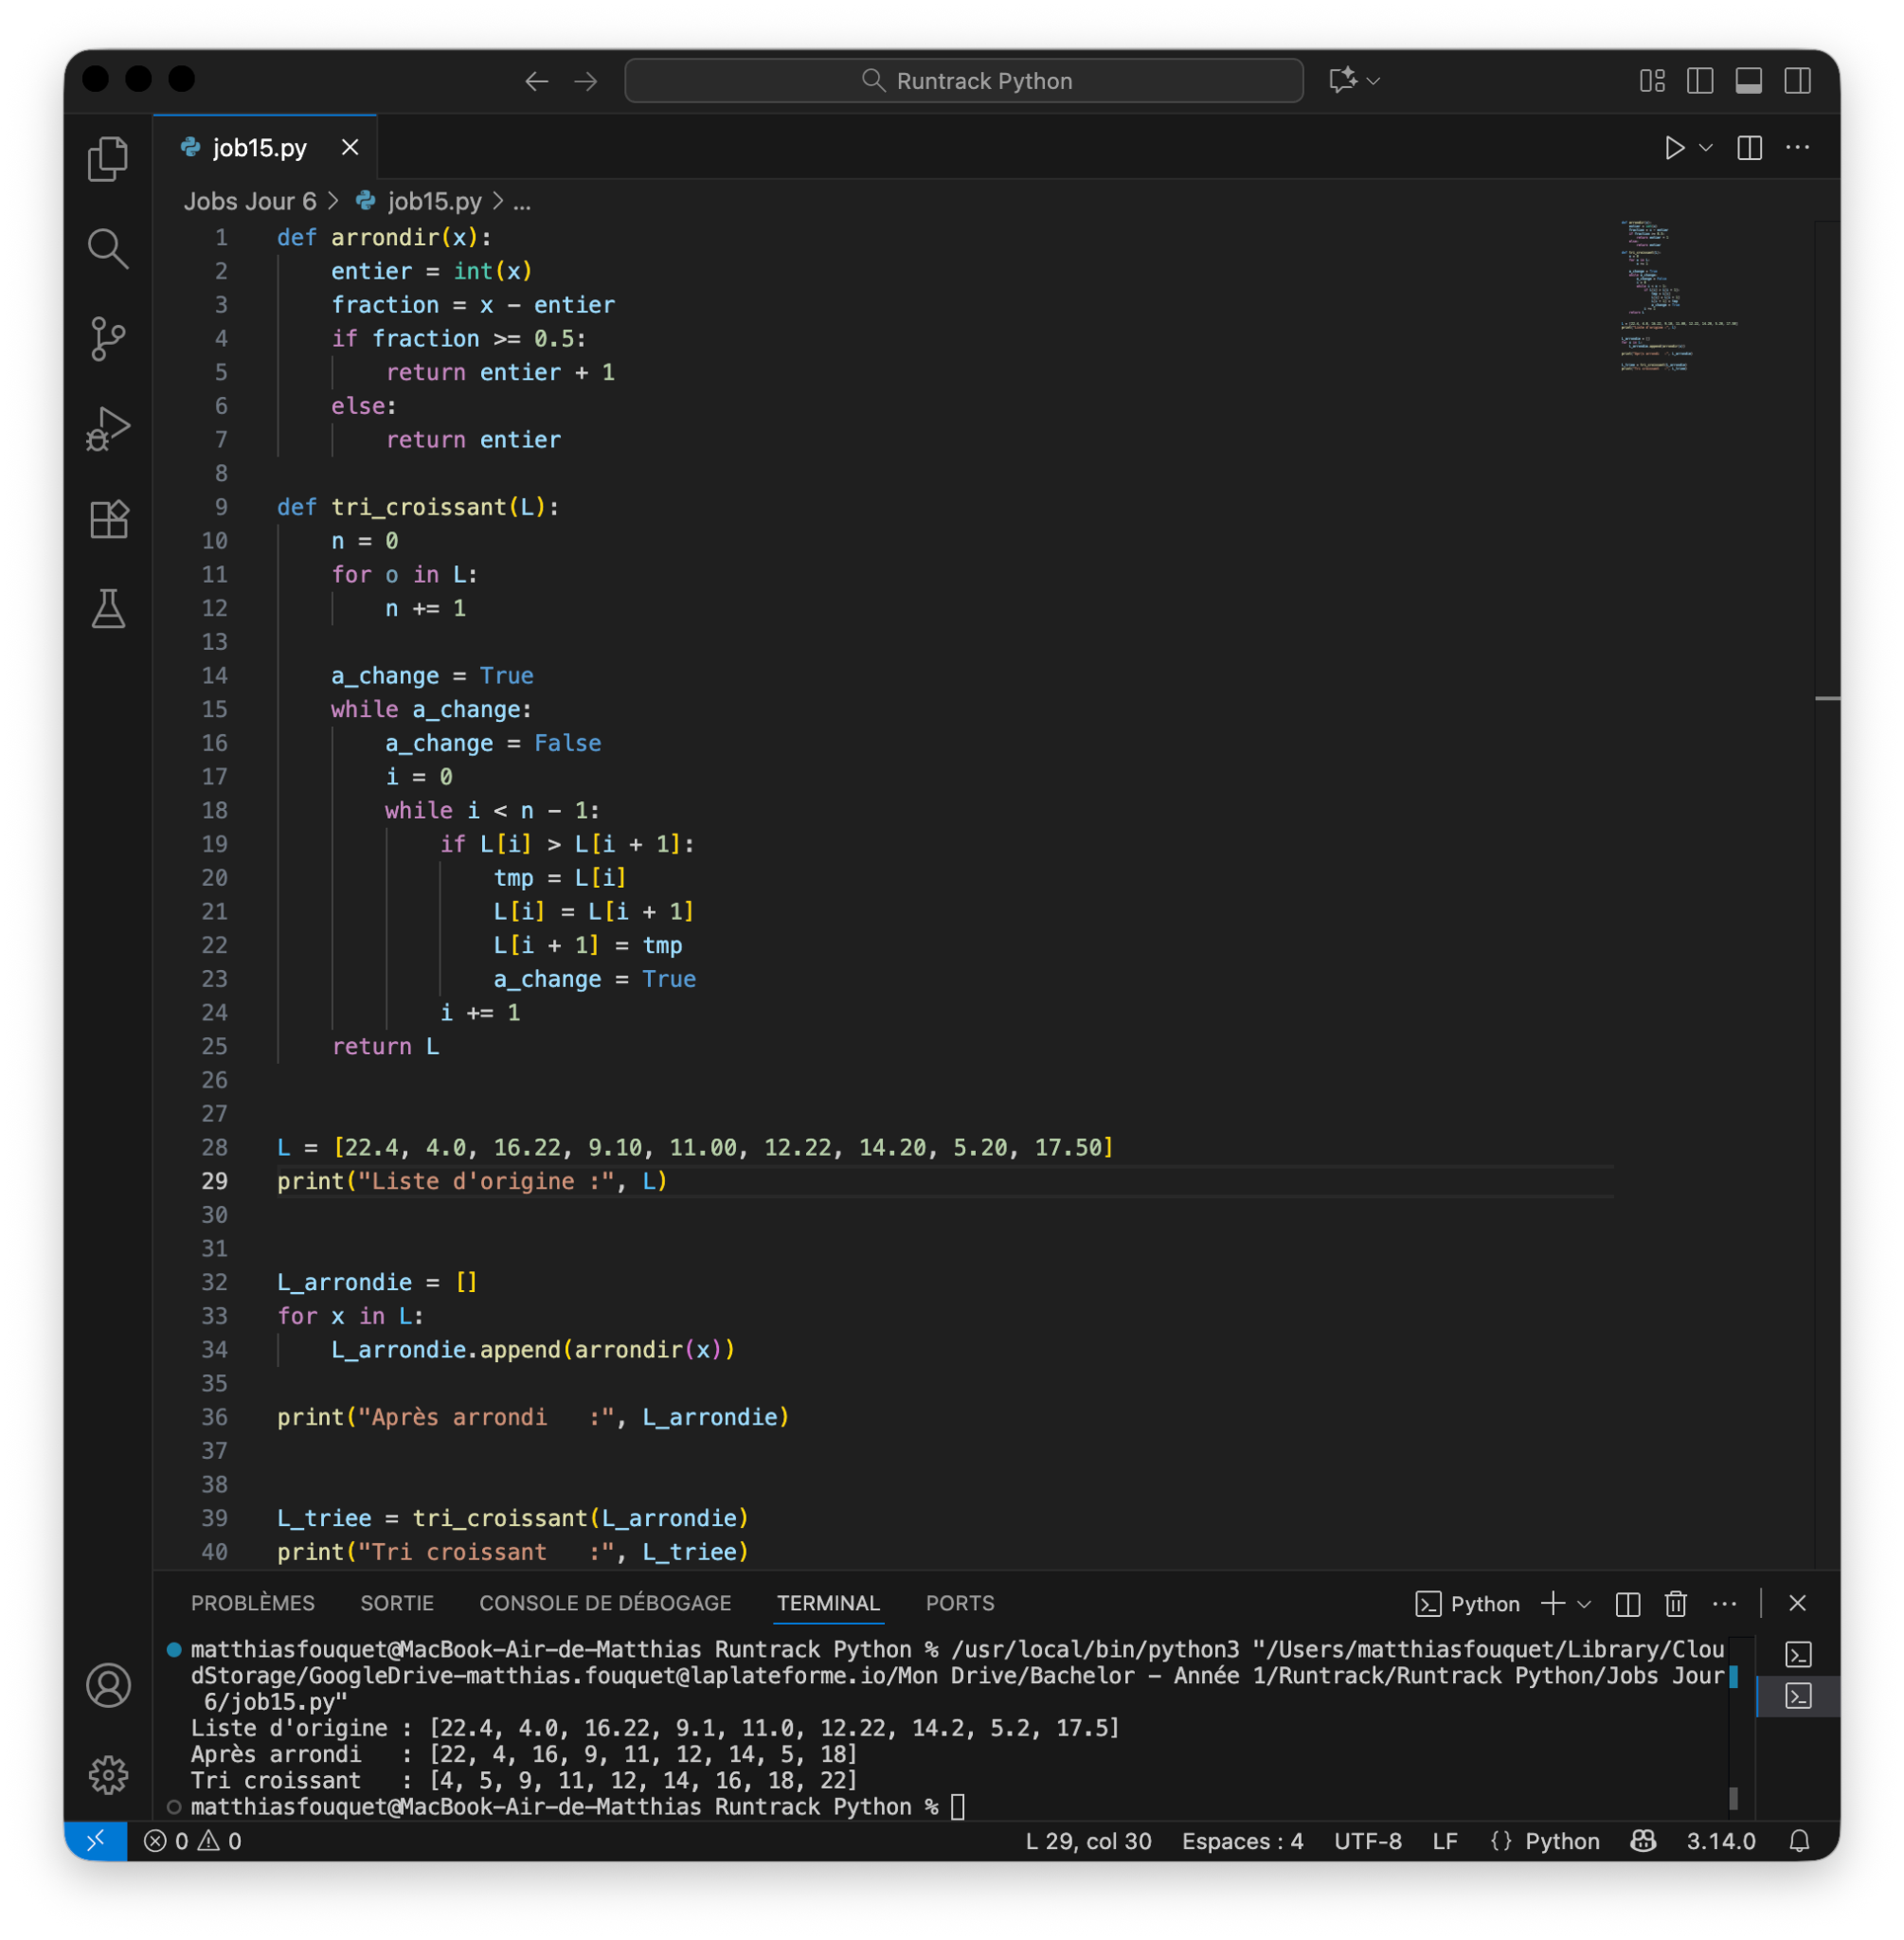 Runtrack Python
job15.py
Jobs Jour 6 > job15.py > ...
1 def arrondir(x):
2     entier = int(x)
3     fraction = x - entier
4     if fraction >= 0.5:
5         return entier + 1
6     else:
7         return entier
8
9 def tri_croissant(L):
10     n = 0
11     for o in L:
12         n += 1
13
14     a_change = True
15     while a_change:
16         a_change = False
17         i = 0
18         while i < n - 1:
19             if L[i] > L[i + 1]:
20                 tmp = L[i]
21                 L[i] = L[i + 1]
22                 L[i + 1] = tmp
23                 a_change = True
24             i += 1
25     return L
26
27
28 L = [22.4, 4.0, 16.22, 9.10, 11.00, 12.22, 14.20, 5.20, 17.50]
29 print("Liste d'origine :", L)
30
31
32 L_arrondie = []
33 for x in L:
34     L_arrondie.append(arrondir(x))
35
36 print("Après arrondi   :", L_arrondie)
37
38
39 L_triee = tri_croissant(L_arrondie)
40 print("Tri croissant   :", L_triee)
PROBLÈMES SORTIE CONSOLE DE DÉBOGAGE TERMINAL PORTS Python
matthiasfouquet@MacBook-Air-de-Matthias Runtrack Python % /usr/local/bin/python3 "/Users/matthiasfouquet/Library/Clou
dStorage/GoogleDrive-matthias.fouquet@laplateforme.io/Mon Drive/Bachelor - Année 1/Runtrack/Runtrack Python/Jobs Jour
 6/job15.py"
Liste d'origine : [22.4, 4.0, 16.22, 9.1, 11.0, 12.22, 14.2, 5.2, 17.5]
Après arrondi   : [22, 4, 16, 9, 11, 12, 14, 5, 18]
Tri croissant   : [4, 5, 9, 11, 12, 14, 16, 18, 22]
matthiasfouquet@MacBook-Air-de-Matthias Runtrack Python %
0 0 L 29, col 30 Espaces : 4 UTF-8 LF {} Python 3.14.0